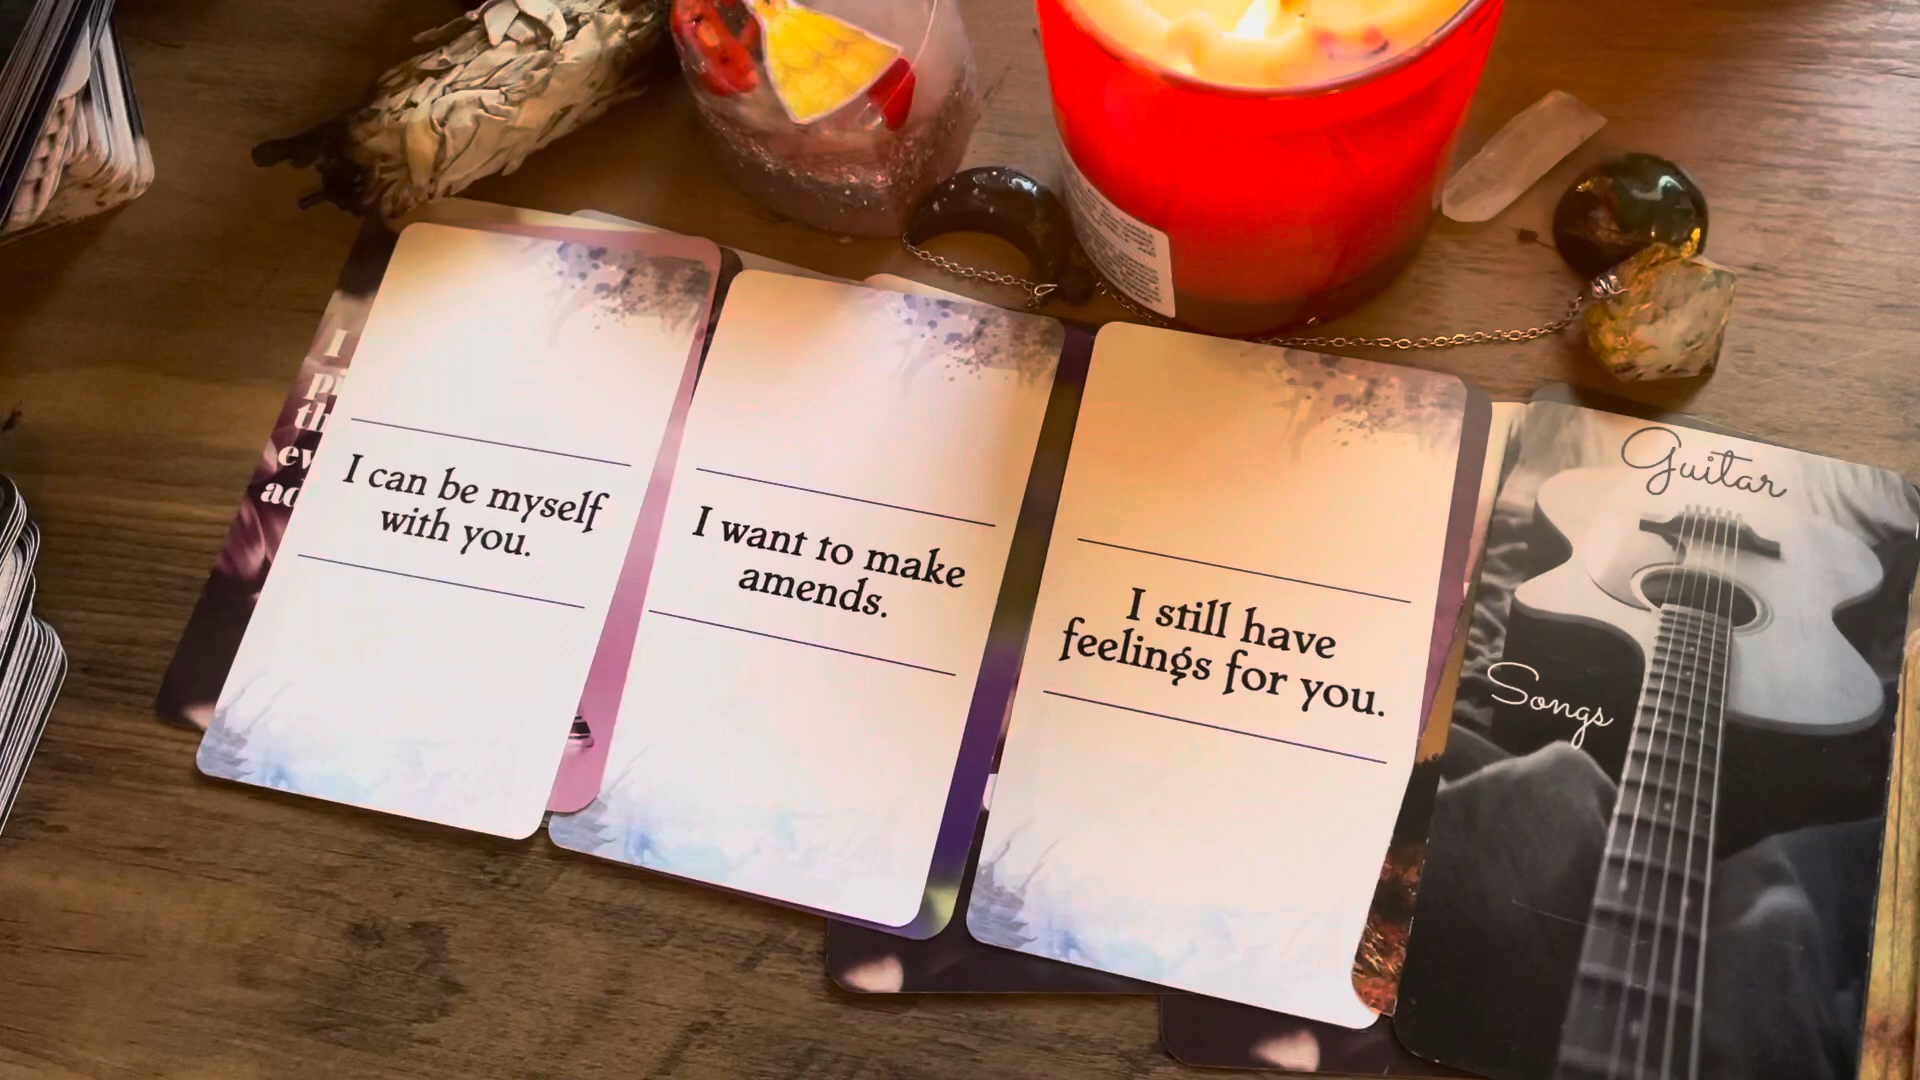 I can be myself
with you.
I want to make
amends.
I still have
feelings for you.
Guitar
Songs